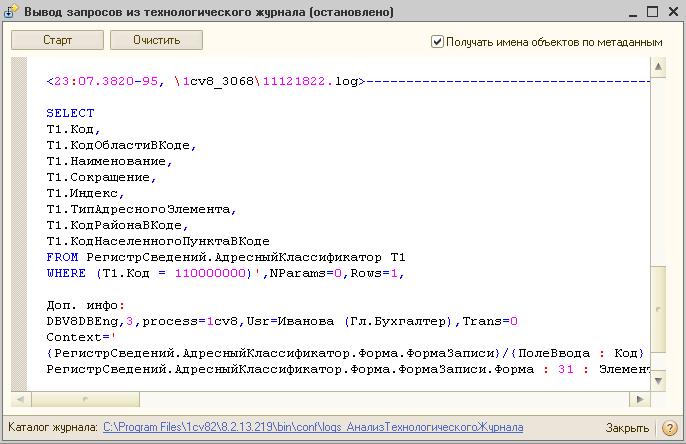 Вывод запросов из технологического журнала (остановлено)
Старт Очистить Получать имена объектов по метаданным
<23:07.3820-95, \1cv8_3068\11121822.log>--------------------------------------
SELECT
T1.Код,
T1.КодОбластиВКоде,
T1.Наименование,
T1.Сокращение,
T1.Индекс,
T1.ТипАдресногоЭлемента,
T1.КодРайонаВКоде,
T1.КодНаселенногоПунктаВКоде
FROM РегистрСведений.АдресныйКлассификатор T1
WHERE (T1.Код = 110000000)',NParams=0,Rows=1,
Доп. инфо:
DBV8DBEng,3,process=1cv8,Usr=Иванова (Гл.Бухгалтер),Trans=0
Context='
{РегистрСведений.АдресныйКлассификатор.Форма.ФормаЗаписи}/{ПолеВвода : Код}
РегистрСведений.АдресныйКлассификатор.Форма.ФормаЗаписи.Форма : 31 : Элемент
Каталог журнала: C:\Program Files\1cv82\8.2.13.219\bin\conf\logs_АнализТехнологическогоЖурнала Закрыть ?